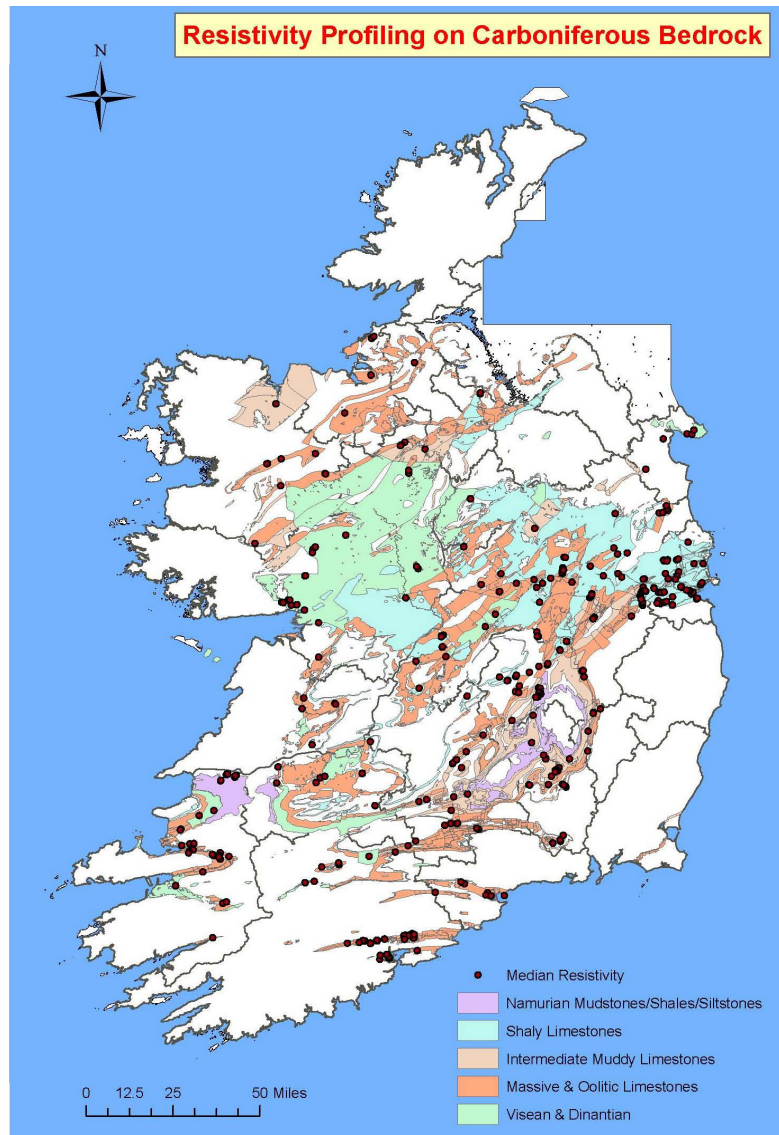 Resistivity Profiling on Carboniferous Bedrock
N
Median Resistivity
Namurian Mudstones/Shales/Siltstones
Shaly Limestones
Intermediate Muddy Limestones
Massive & Oolitic Limestones
Visean & Dinantian
0 12.5 25 50 Miles